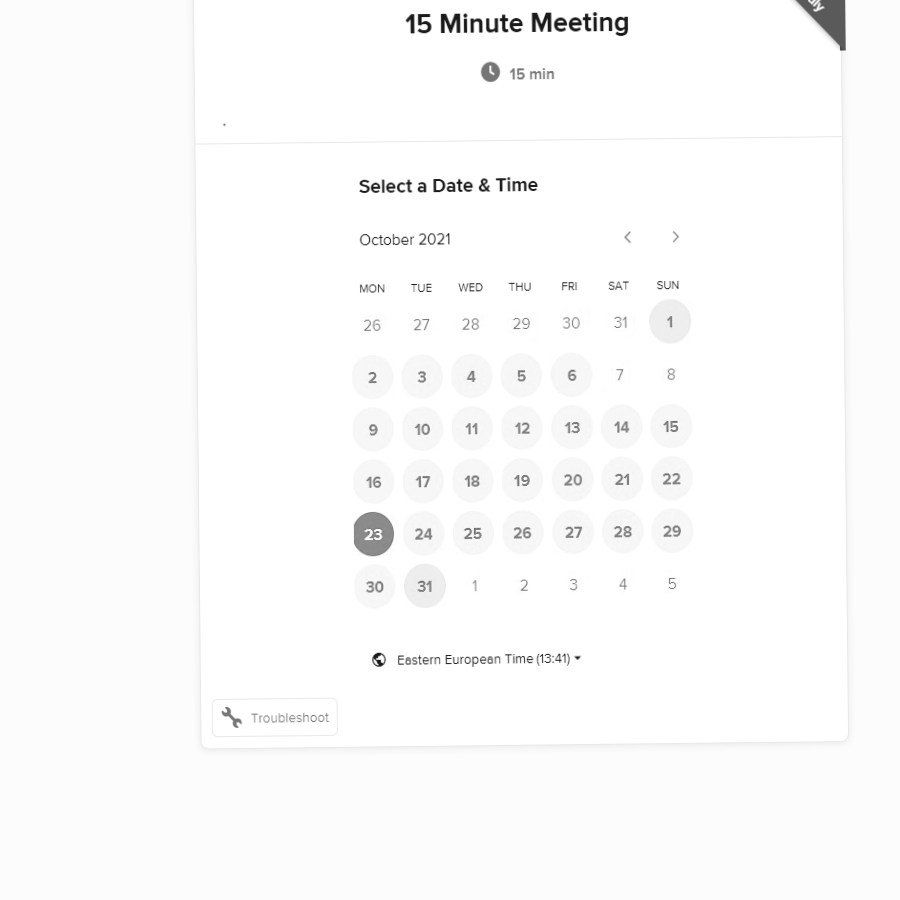 15 Minute Meeting
15 min
.
Select a Date & Time
October 2021
MON TUE WED THU FRI SAT SUN
26 27 28 29 30 31 1
2 3 4 5 6 7 8
9 10 11 12 13 14 15
16 17 18 19 20 21 22
23 24 25 26 27 28 29
30 31 1 2 3 4 5
Eastern European Time (13:41)
Troubleshoot